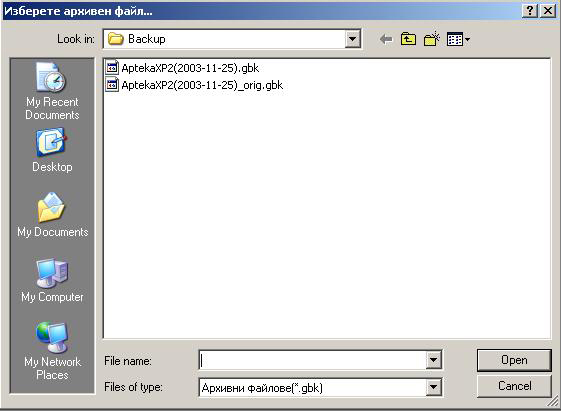 Изберете архивен файл...
Look in:
Backup
AptekaXP2(2003-11-25).gbk
AptekaXP2(2003-11-25)_orig.gbk
My Recent
Documents
Desktop
My Documents
My Computer
My Network
Places
File name:
Open
Files of type:
Архивни файлове(*.gbk)
Cancel